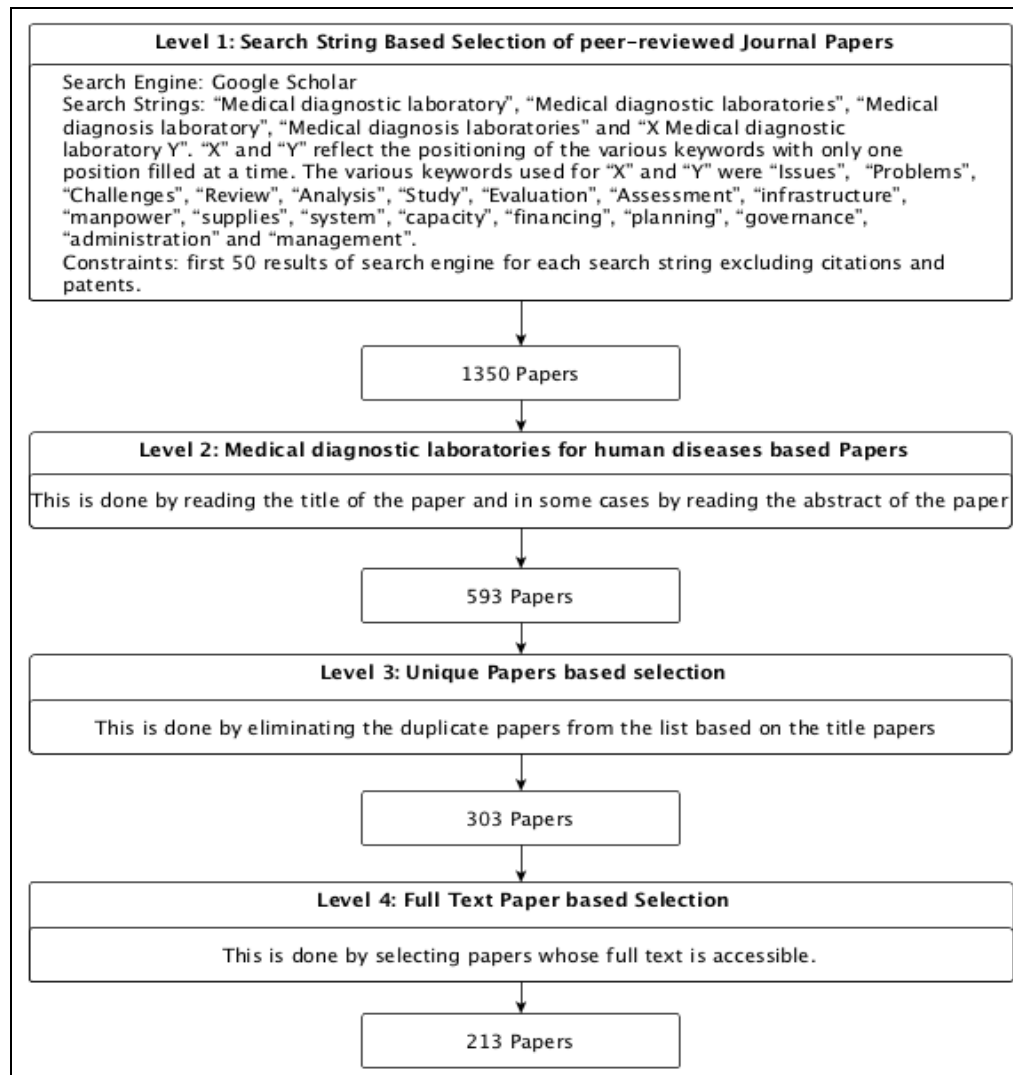 Level 1: Search String Based Selection of peer-reviewed Journal Papers
Search Engine: Google Scholar
Search Strings: “Medical diagnostic laboratory”, “Medical diagnostic laboratories”, “Medical
diagnosis laboratory”, “Medical diagnosis laboratories” and “X Medical diagnostic
laboratory Y”. “X” and “Y” reflect the positioning of the various keywords with only one
position filled at a time. The various keywords used for “X” and “Y” were “Issues”, “Problems”,
“Challenges”, “Review”, “Analysis”, “Study”, “Evaluation”, “Assessment”, “infrastructure”,
“manpower”, “supplies”, “system”, “capacity”, “financing”, “planning”, “governance”,
“administration” and “management”.
Constraints: first 50 results of search engine for each search string excluding citations and
patents.
1350 Papers
Level 2: Medical diagnostic laboratories for human diseases based Papers
This is done by reading the title of the paper and in some cases by reading the abstract of the paper
593 Papers
Level 3: Unique Papers based selection
This is done by eliminating the duplicate papers from the list based on the title papers
303 Papers
Level 4: Full Text Paper based Selection
This is done by selecting papers whose full text is accessible.
213 Papers